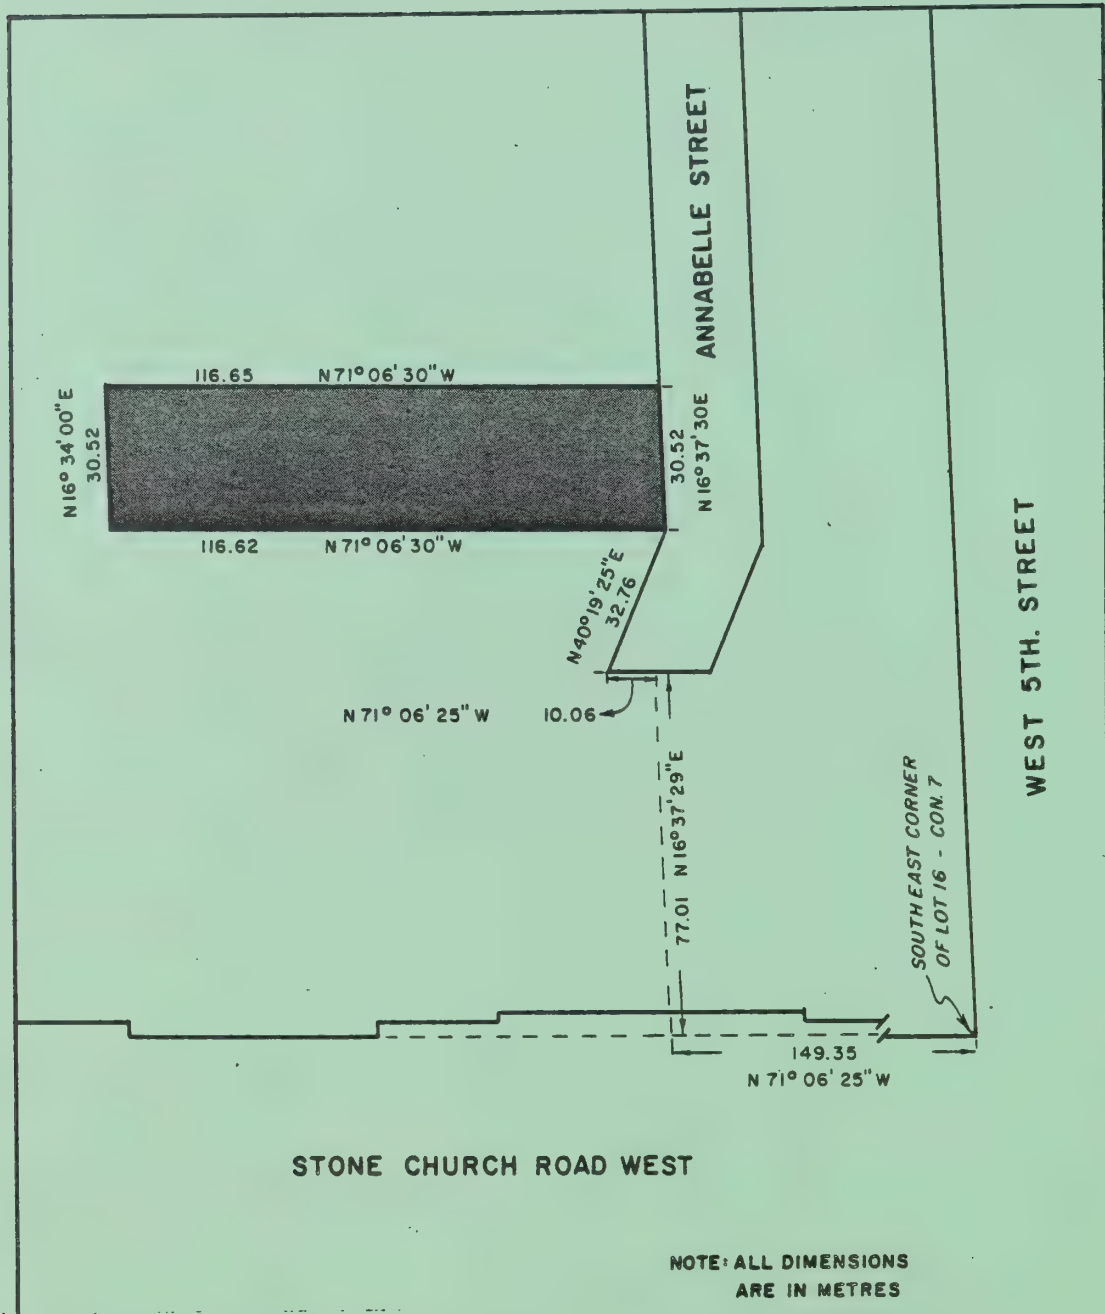 ANNABELLE STREET
116.65 N71° 06' 30" W
N16° 34' 00" E
30.52
30.52
N16° 37' 30E
116.62 N71° 06' 30" W
N40° 19' 25" E
32.76
N 71° 06' 25" W 10.06
WEST 5TH. STREET
77.01 N16° 37' 29" E
SOUTH EAST CORNER
OF LOT 16 - CON. 7
149.35
N 71° 06' 25" W
STONE CHURCH ROAD WEST
NOTE: ALL DIMENSIONS
ARE IN METRES